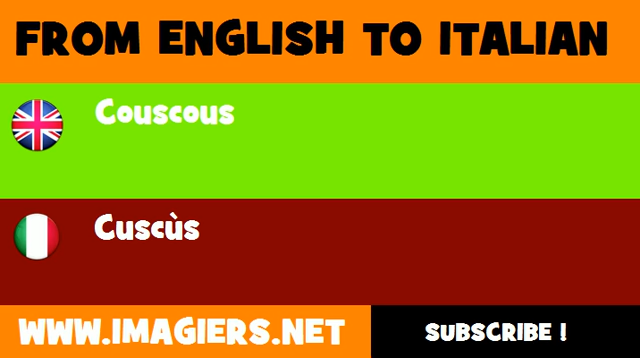 FROM ENGLISH TO ITALIAN
Couscous
Cuscùs
WWW.IMAGIERS.NET
SUBSCRIBE !